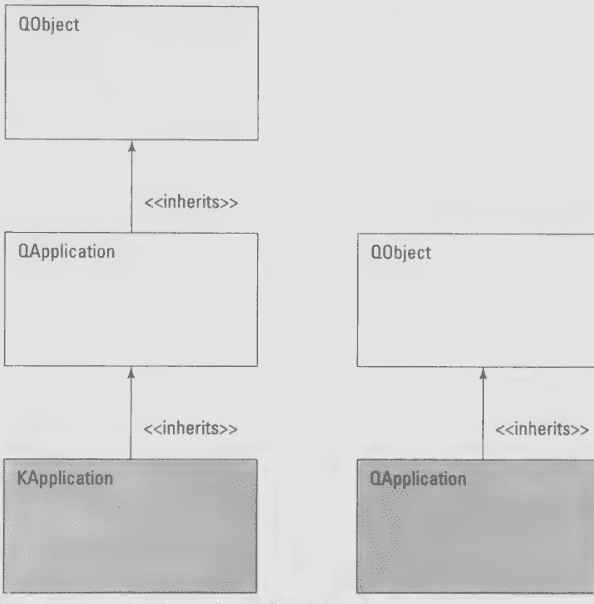 QObject
<<inherits>>
QApplication
QObject
<<inherits>>
<<inherits>>
KApplication
QApplication